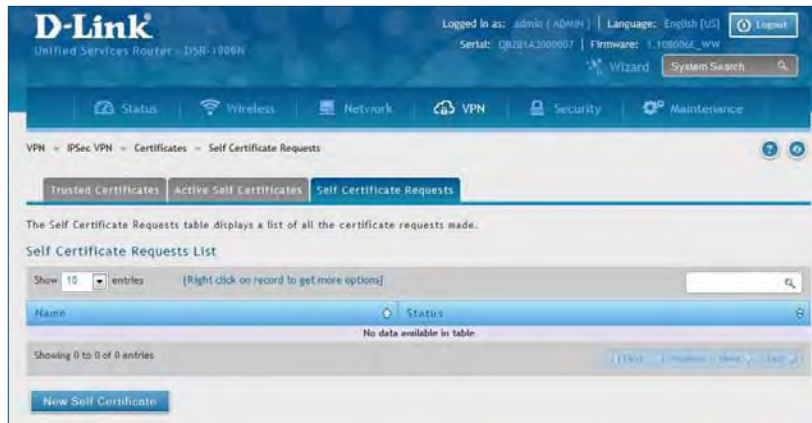 D-Link
Logged in as: admin ( ADMIN ) | Language: English [US]
Logout
Unified Services Router - DSR-1000N
Serial: | Firmware:
Wizard
System Search
Status
Wireless
Network
VPN
Security
Maintenance
VPN
IPSec VPN
Certificates
Self Certificate Requests
Trusted Certificates
Active Self Certificates
Self Certificate Requests
The Self Certificate Requests table displays a list of all the certificate requests made.
Self Certificate Requests List
Show 10 entries [Right click on record to get more options]
Name
Status
No data available in table
Showing 0 to 0 of 0 entries
First
Previous
Next
Last
New Self Certificate